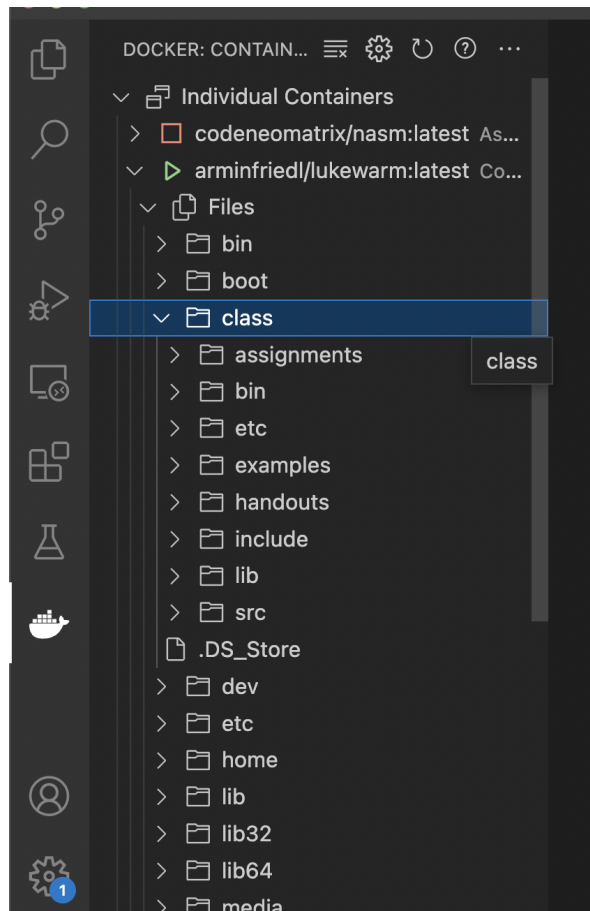 DOCKER: CONTAIN...
Individual Containers
codeneomatrix/nasm:latest As...
arminfriedl/lukewarm:latest Co...
Files
bin
boot
class
assignments
class
bin
etc
examples
handouts
include
lib
src
.DS_Store
dev
etc
home
lib
lib32
lib64
1
media